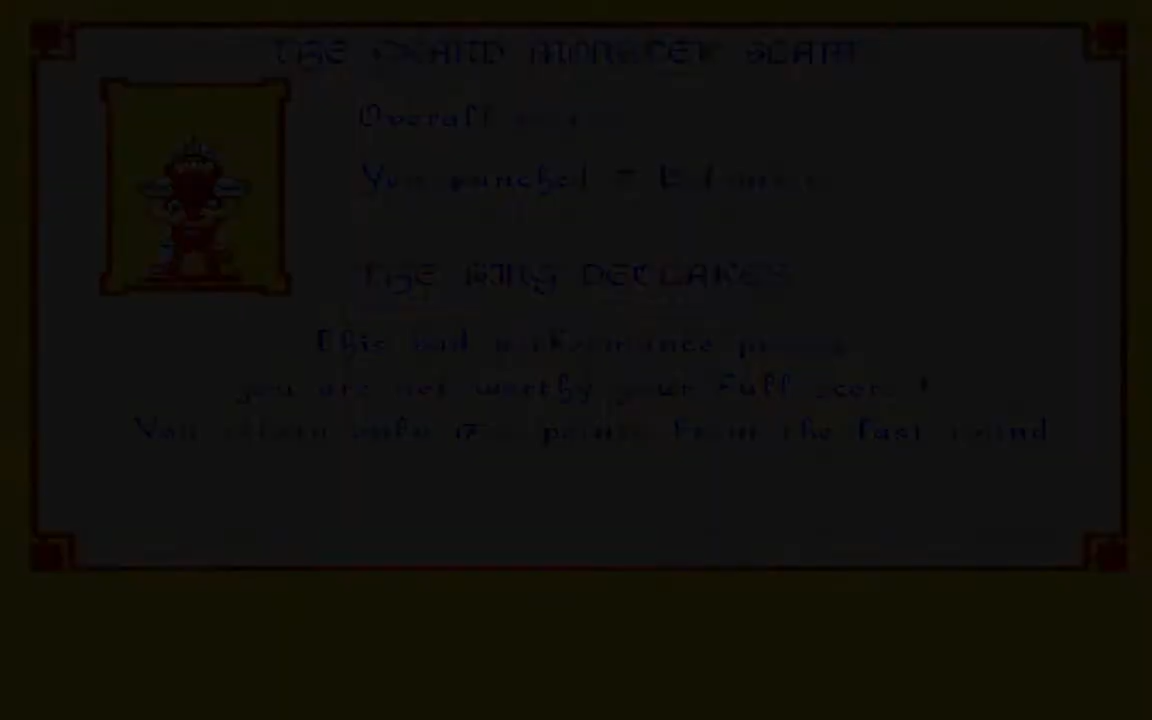 THE GRAND MONSTER SLAM
Overall
You punched
THE KING DECLARES
This bad performance proves
you are not worthy your full score !
You obtain only points from the last round